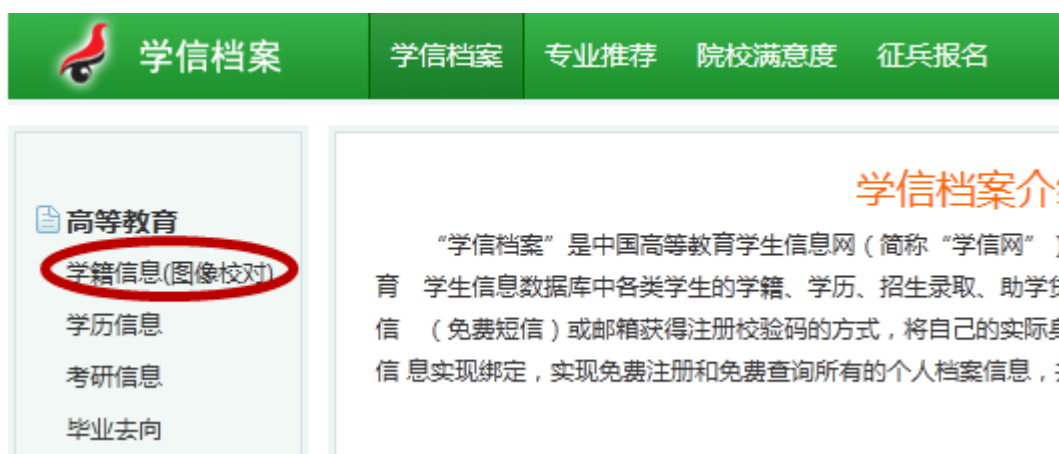 学信档案
学信档案 专业推荐 院校满意度 征兵报名
高等教育
学籍信息(图像校对)
学历信息
考研信息
毕业去向
学信档案介
“学信档案”是中国高等教育学生信息网（简称“学信网”
育 学生信息数据库中各类学生的学籍、学历、招生录取、助学
信 （免费短信）或邮箱获得注册校验码的方式，将自己的实际
信 息实现绑定，实现免费注册和免费查询所有的个人档案信息，